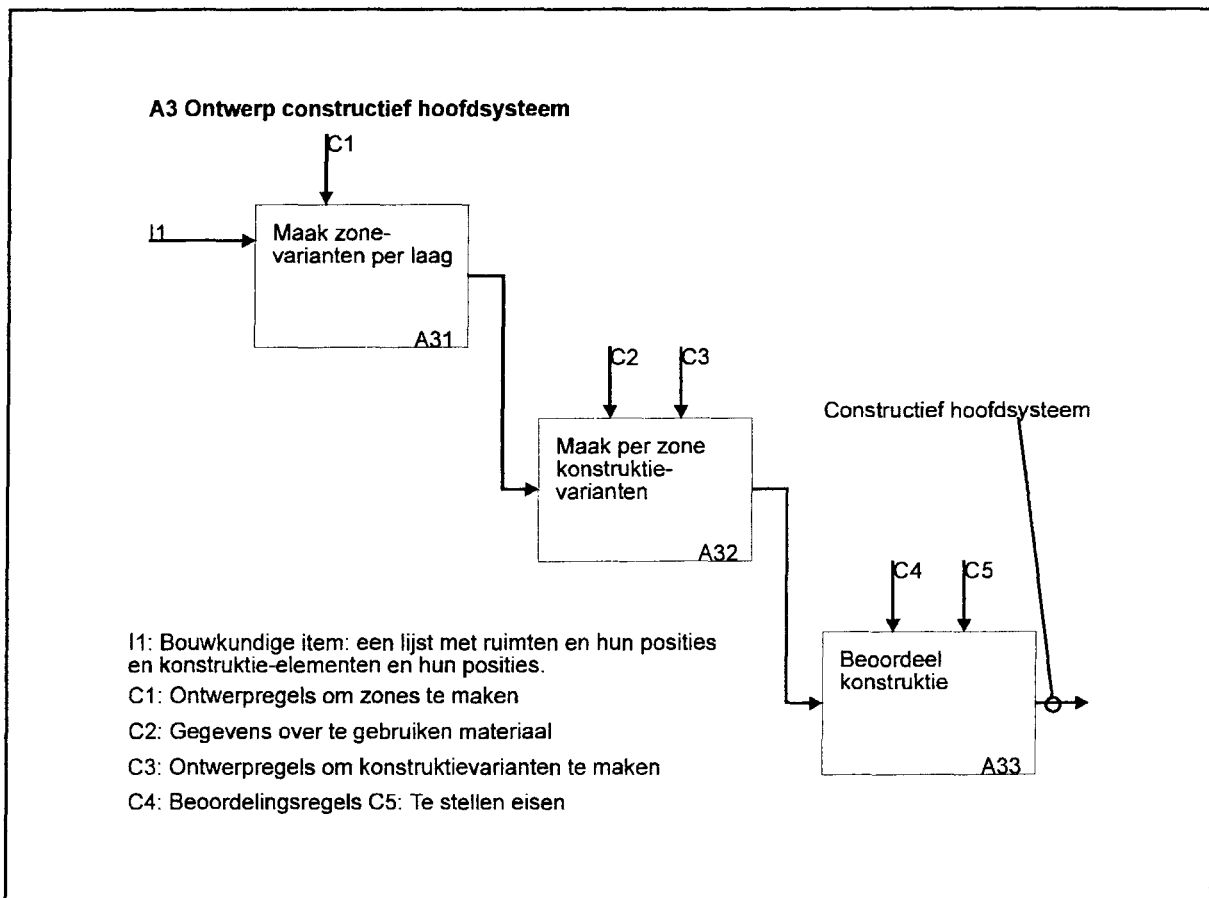 A3 Ontwerp constructief hoofdsysteem
C1
I1
Maak zone-
varianten per laag
A31
C2
C3
Maak per zone
konstruktie-
varianten
A32
Constructief hoofdsysteem
C4
C5
Beoordeel
konstruktie
A33
I1: Bouwkundige item: een lijst met ruimten en hun posities
en konstruktie-elementen en hun posities.
C1: Ontwerpregels om zones te maken
C2: Gegevens over te gebruiken materiaal
C3: Ontwerpregels om konstruktievarianten te maken
C4: Beoordelingsregels C5: Te stellen eisen